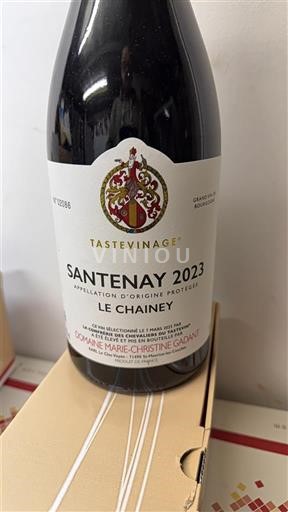 N° 02086
GRAND VIN DE
BOURGOGNE
TASTEVINAGE®
VINIOU
SANTENAY 2023
APPELLATION D'ORIGINE PROTÉGÉE
LE CHAINEY
CE VIN SÉLECTIONNÉ LE 7 MARS 2025 PAR
LA CONFRÉRIE DES CHEVALIERS DU TASTEVIN®
A ÉTÉ ÉLEVÉ ET MIS EN BOUTEILLE PAR
DOMAINE MARIE-CHRISTINE GADANT
PRODUIT DE FRANCE